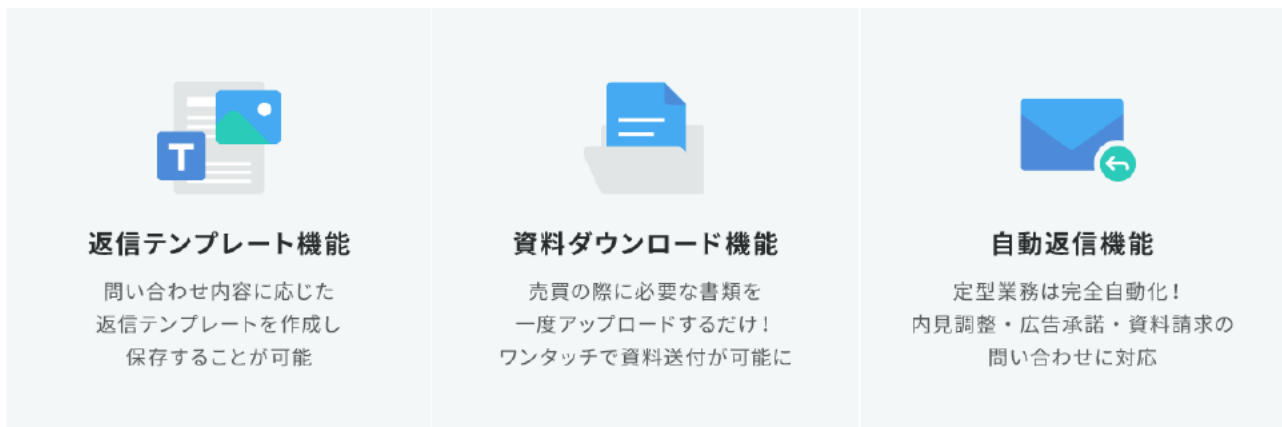 T
返信テンプレート機能
問い合わせ内容に応じた
返信テンプレートを作成し
保存することが可能
資料ダウンロード機能
売買の際に必要な書類を
一度アップロードするだけ！
ワンタッチで資料送付が可能に
自動返信機能
定型業務は完全自動化！
内見調整・広告承諾・資料請求の
問い合わせに対応